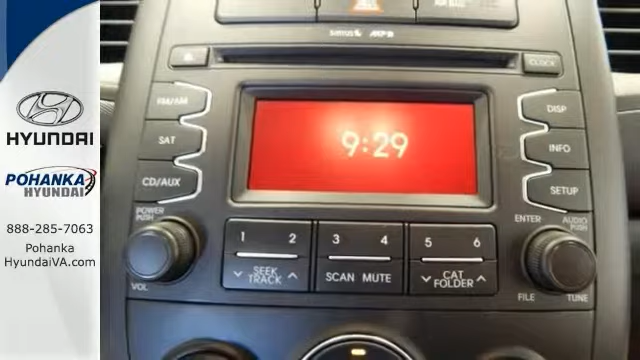 HYUNDAI
POHANKA
HYUNDAI
888-285-7063
Pohanka
HyundaiVA.com
CLOCK
FM/AM
SAT
CD/AUX
9:29
DISP
INFO
SETUP
POWER
PUSH
VOL
1 2
SEEK
TRACK
3 4
SCAN MUTE
5 6
CAT
FOLDER
ENTER
AUDIO
PUSH
FILE
TUNE